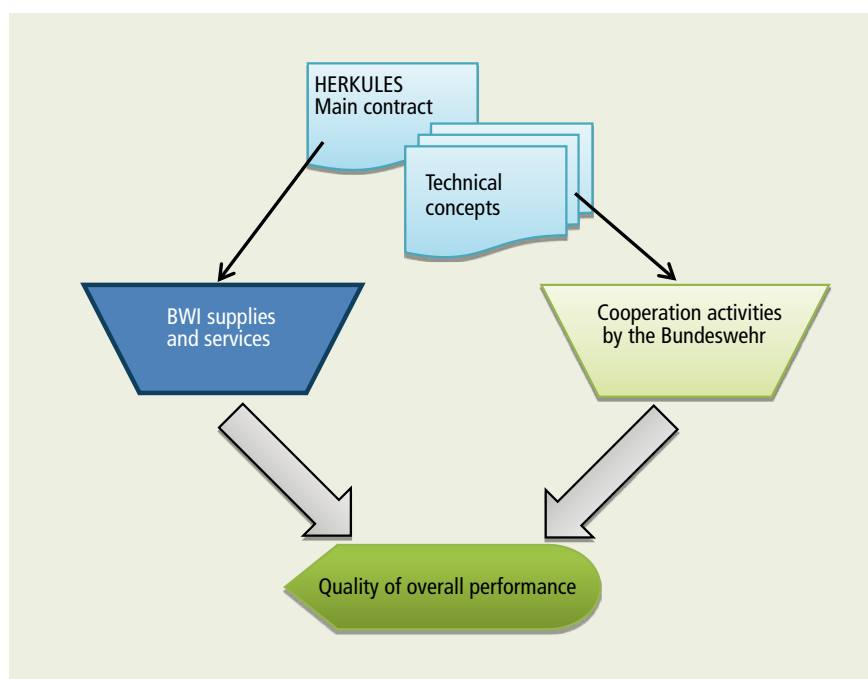 HERKULES
Main contract
Technical
concepts
BWI supplies
and services
Cooperation activities
by the Bundeswehr
Quality of overall performance